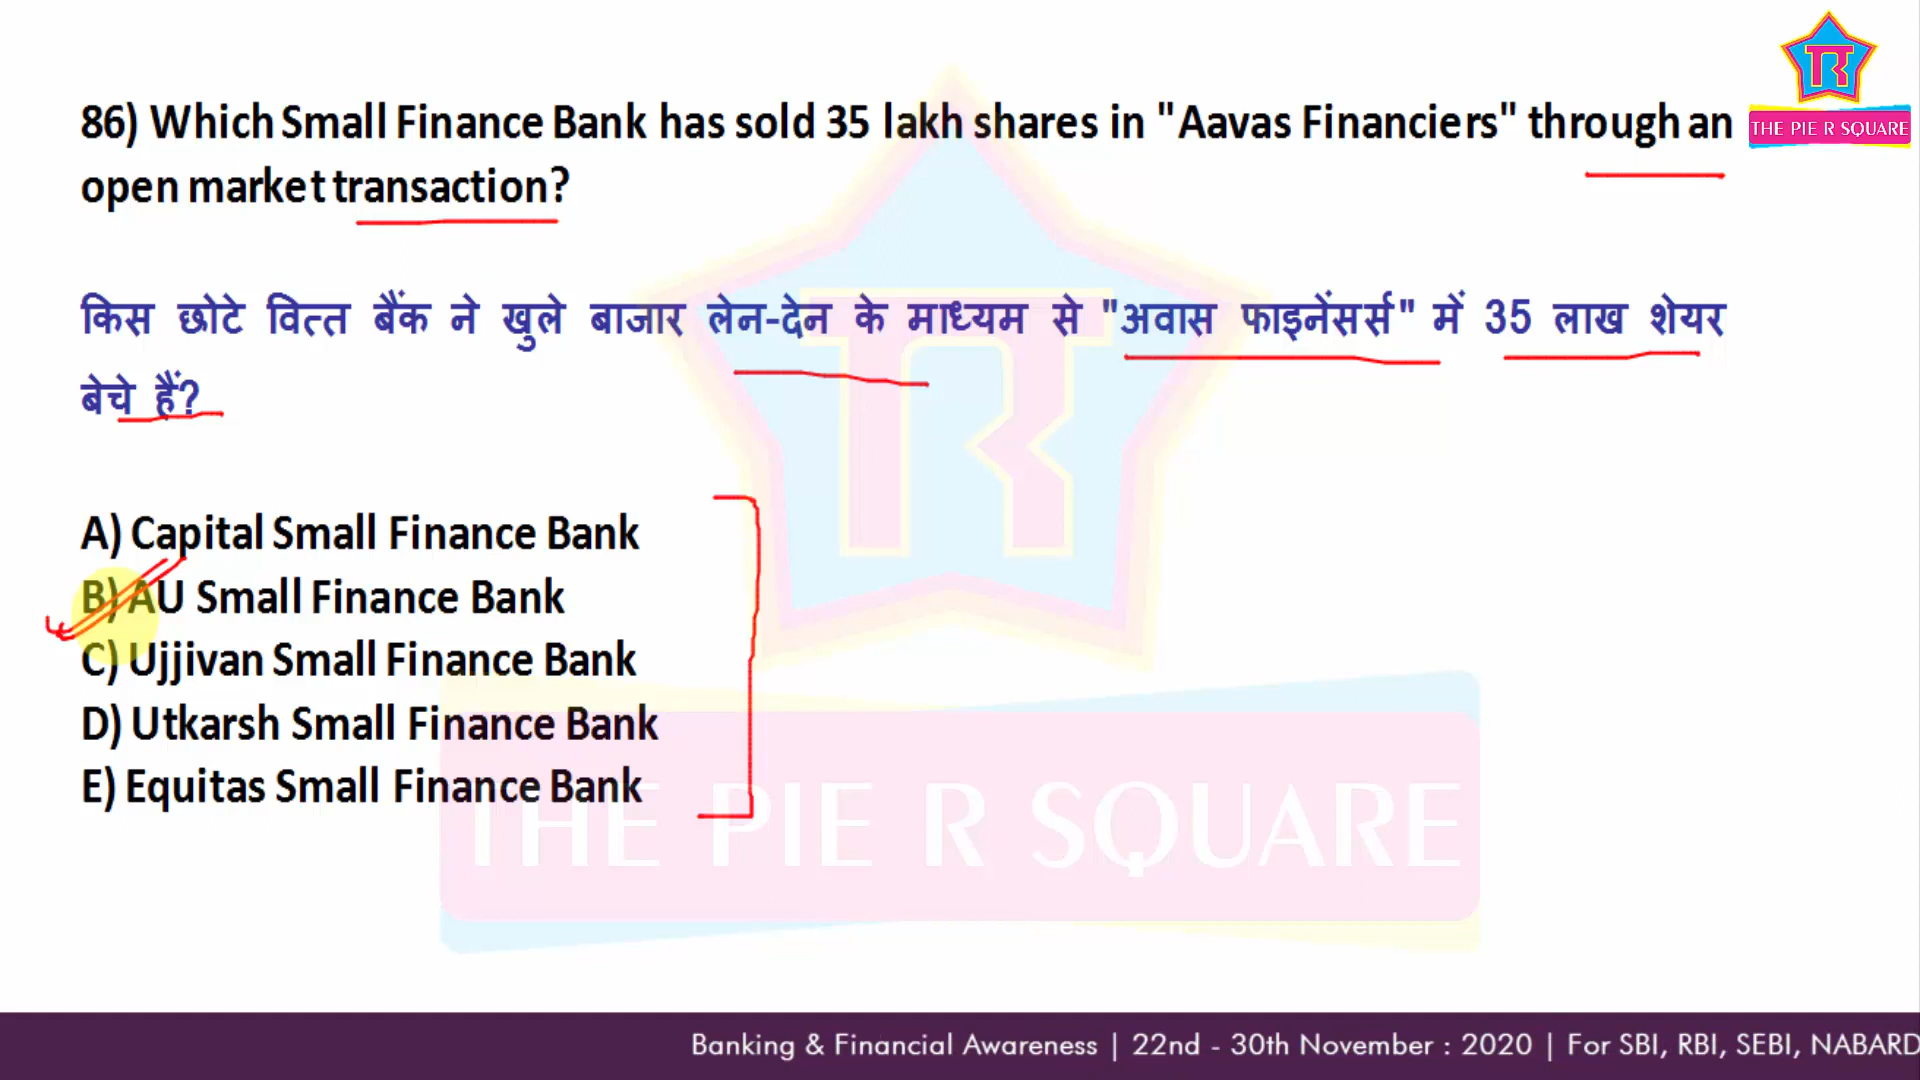 86) Which Small Finance Bank has sold 35 lakh shares in "Aavas Financiers" through an
open market transaction?
किस छोटे वित्त बैंक ने खुले बाजार लेन-देन के माध्यम से "अवास फाइनेंसर्स" में 35 लाख शेयर
बेचे हैं?
A) Capital Small Finance Bank
B) AU Small Finance Bank
C) Ujjivan Small Finance Bank
D) Utkarsh Small Finance Bank
E) Equitas Small Finance Bank
THE PIE R SQUARE
THE PIE R SQUARE
Banking & Financial Awareness | 22nd - 30th November : 2020 | For SBI, RBI, SEBI, NABARD